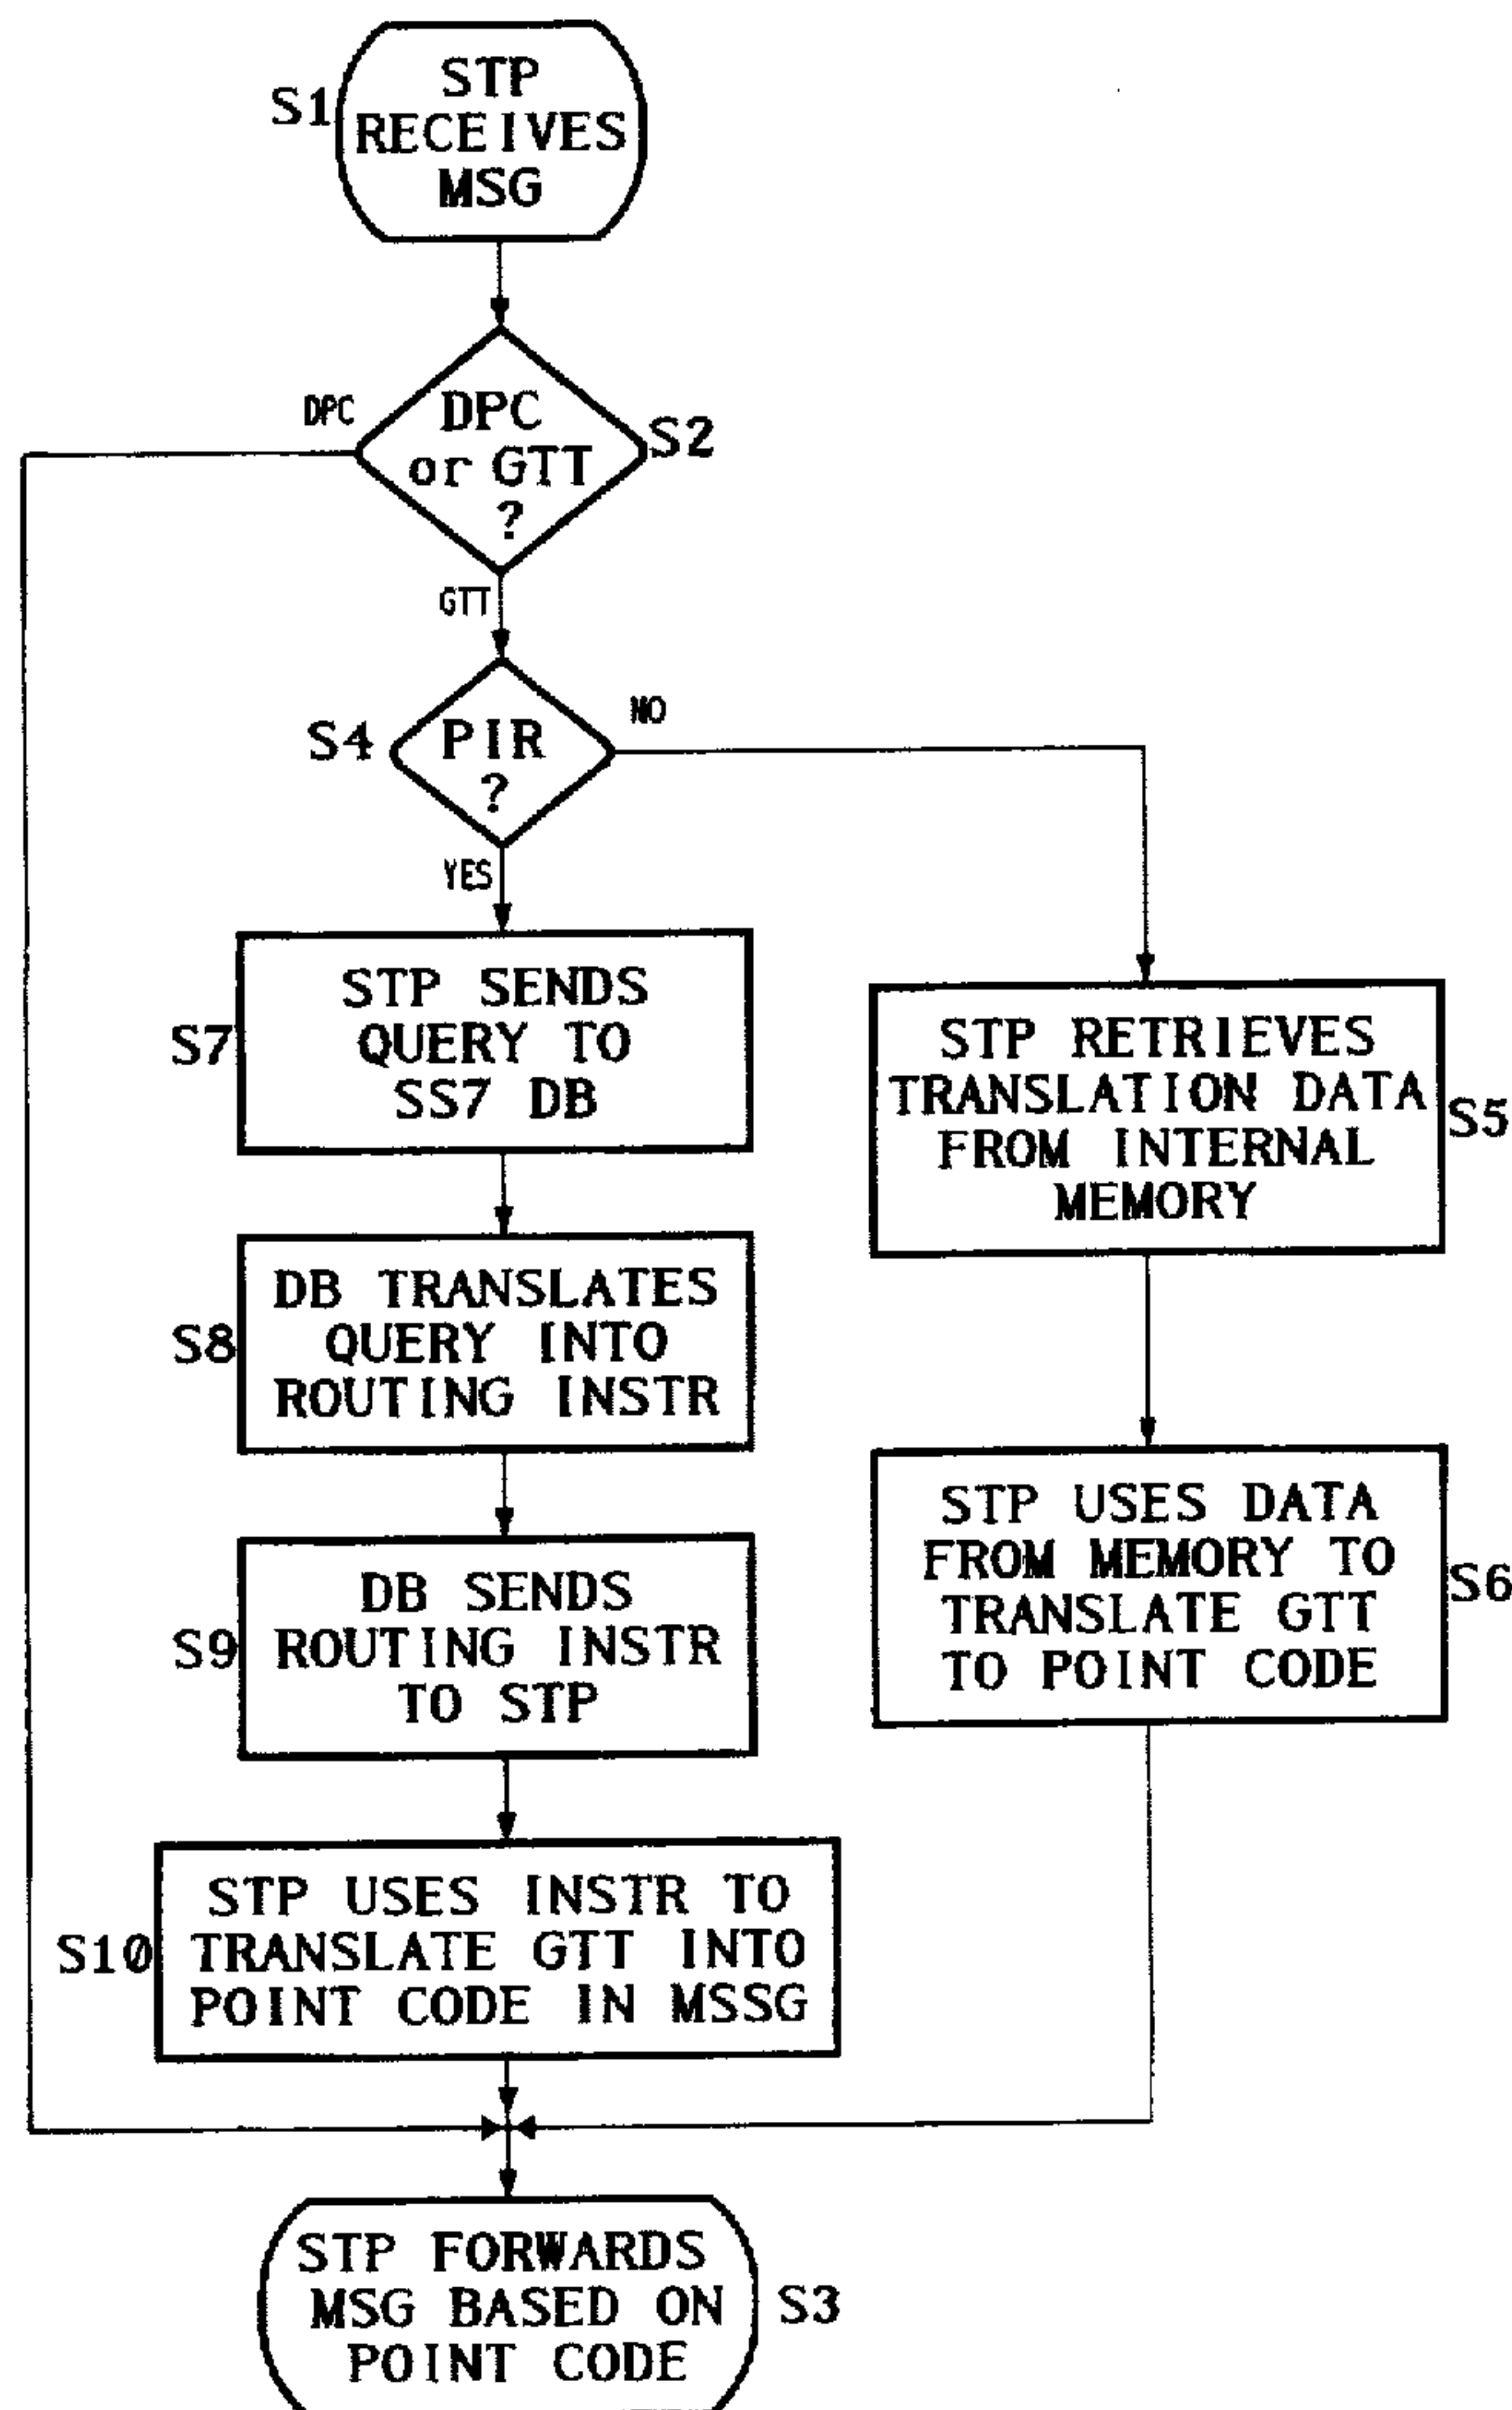 S1
STP
RECEIVES
MSG
DPC
DPC
or GTT
?
S2
GTT
S4
PIR
?
NO
YES
S7
STP SENDS
QUERY TO
SS7 DB
STP RETRIEVES
TRANSLATION DATA
FROM INTERNAL
MEMORY
S5
S8
DB TRANSLATES
QUERY INTO
ROUTING INSTR
STP USES DATA
FROM MEMORY TO
TRANSLATE GTT
TO POINT CODE
S6
S9
DB SENDS
ROUTING INSTR
TO STP
S10
STP USES INSTR TO
TRANSLATE GTT INTO
POINT CODE IN MSSG
STP FORWARDS
MSG BASED ON
POINT CODE
S3